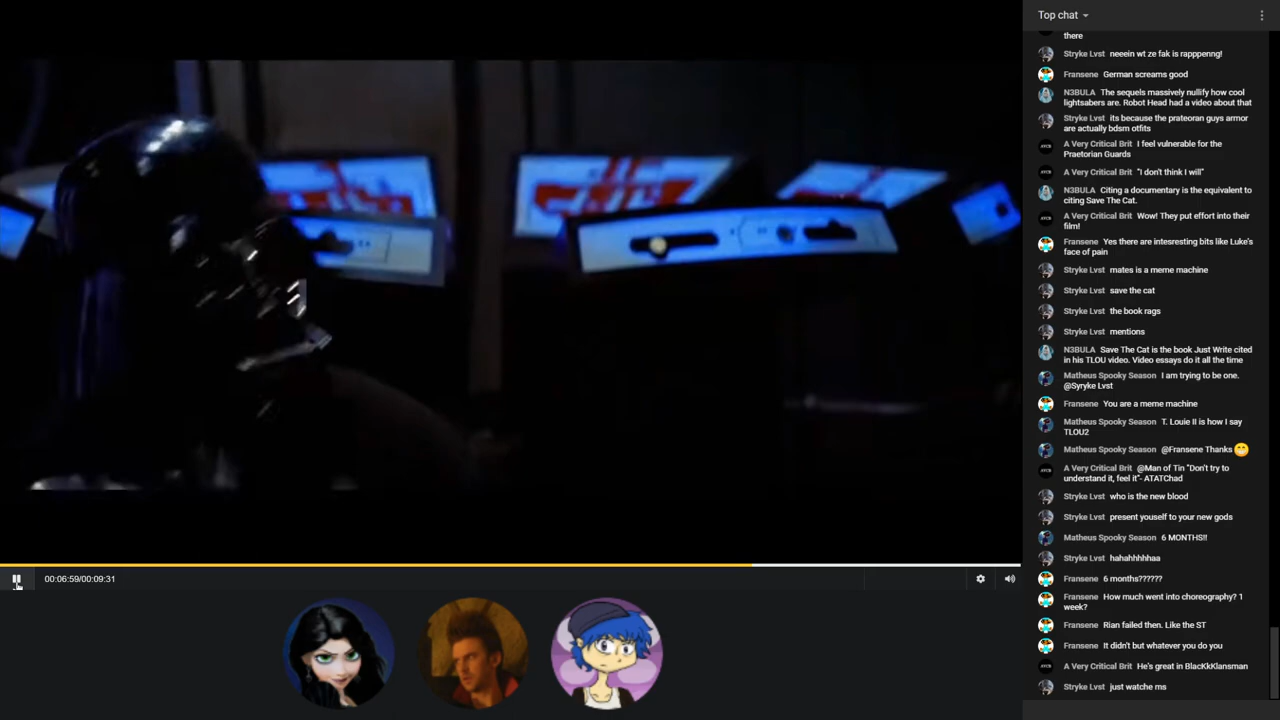 Top chat
there
Stryke Lvst neeein wt ze fak is rapppenng!
Fransene German screams good
N3BULA The sequels massively nullify how cool
lightsabers are. Robot Head had a video about that
Stryke Lvst its because the prateoran guys armor
are actually bdsm otfits
A Very Critical Brit I feel vulnerable for the
Praetorian Guards
A Very Critical Brit "I don't think I will"
N3BULA Citing a documentary is the equivalent to
citing Save The Cat.
A Very Critical Brit Wow! They put effort into their
film!
Fransene Yes there are intesresting bits like Luke's
face of pain
Stryke Lvst mates is a meme machine
Stryke Lvst save the cat
Stryke Lvst the book rags
Stryke Lvst mentions
N3BULA Save The Cat is the book Just Write cited
in his TLOU video. Video essays do it all the time
Matheus Spooky Season I am trying to be one.
@Syryke Lvst
Fransene You are a meme machine
Matheus Spooky Season T. Louie II is how I say
TLOU2
Matheus Spooky Season @Fransene Thanks
A Very Critical Brit @Man of Tin "Don't try to
understand it, feel it"- ATATChad
Stryke Lvst who is the new blood
Stryke Lvst present youself to your new gods
Matheus Spooky Season 6 MONTHS!!
Stryke Lvst hahahhhhhaa
Fransene 6 months??????
Fransene How much went into choreography? 1
week?
Fransene Rian failed then. Like the ST
Fransene It didn't but whatever you do you
A Very Critical Brit He's great in BlacKkKlansman
Stryke Lvst just watche ms
00:06:59/00:09:31